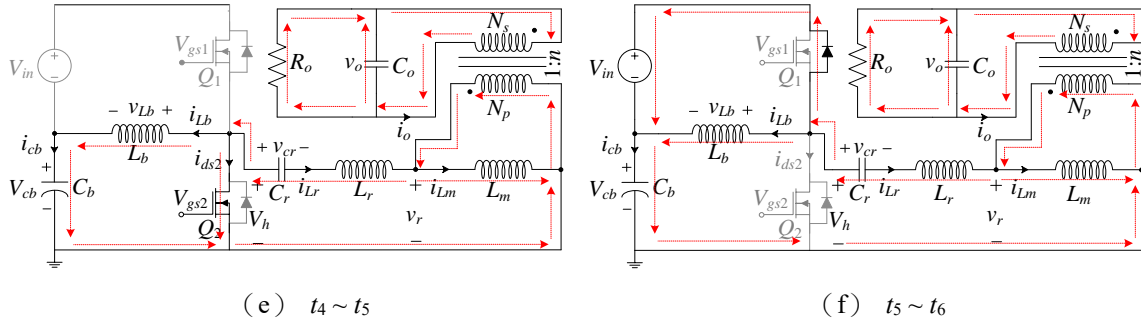 Ns
Vgs1
Ro
vo
Co
1:n
Vin
Q1
- vLb +
iLb
Np
io
icb
Lb
ids2
+ vcr −
+
Vcb
−
Cb
Vgs2
Q2
+
Vh
−
Cr
iLr
Lr
+
iLm
Lm
vr
−
(e) t4 ~ t5
Ns
Vgs1
Ro
vo
Co
1:n
Vin
Q1
- vLb +
iLb
Np
io
icb
Lb
ids2
+ vcr −
+
Vcb
−
Cb
Vgs2
Q2
+
Vh
−
Cr
iLr
Lr
+
iLm
Lm
vr
−
(f) t5 ~ t6